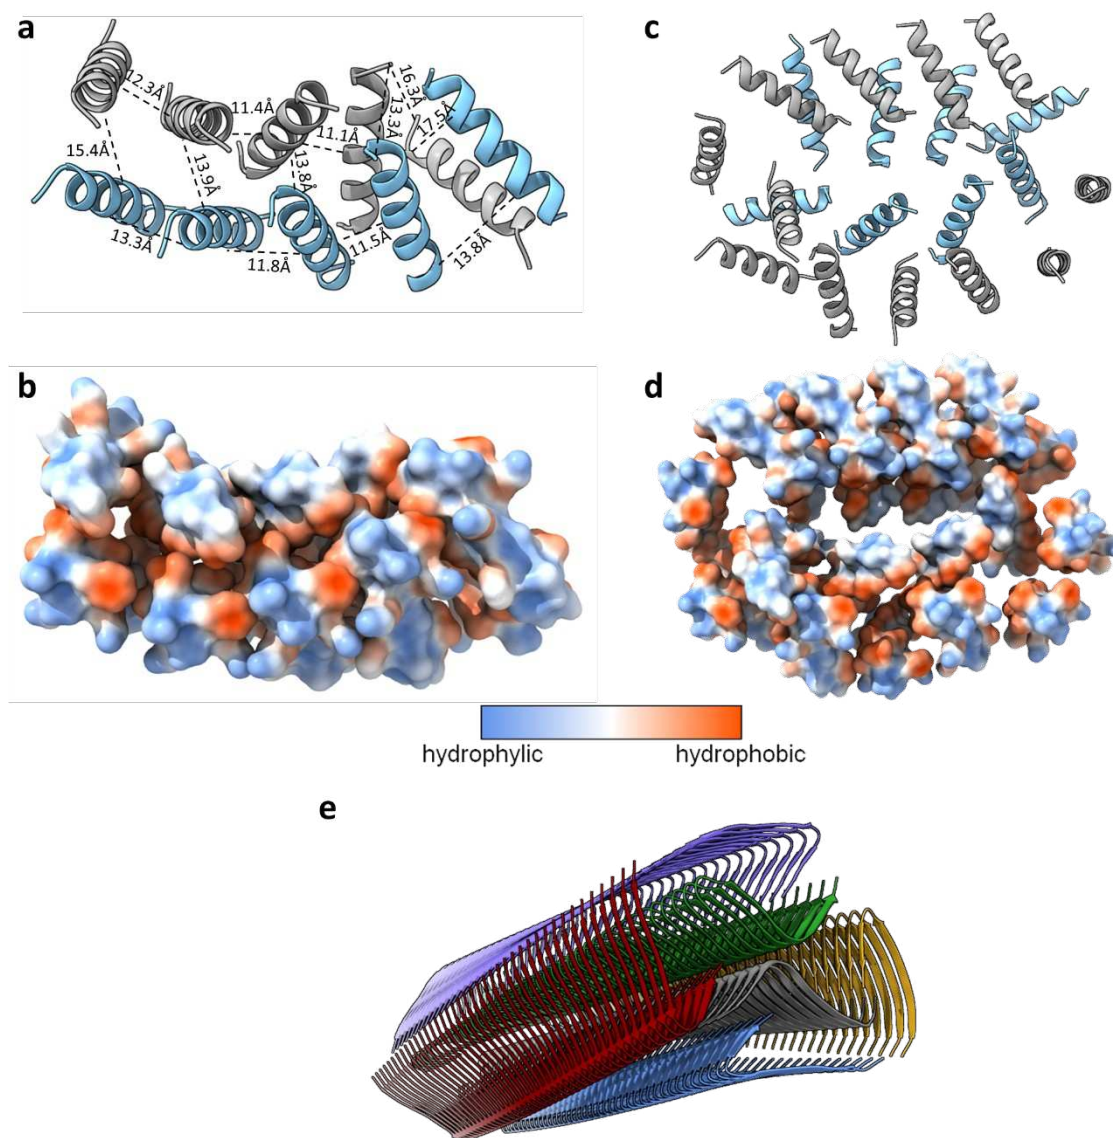 a
12.3Å
11.4Å
11.1Å
13.3Å
16.3Å
17.5Å
15.4Å
13.9Å
13.8Å
13.3Å
11.8Å
11.5Å
13.8Å
c
b
d
hydrophylic
hydrophobic
e